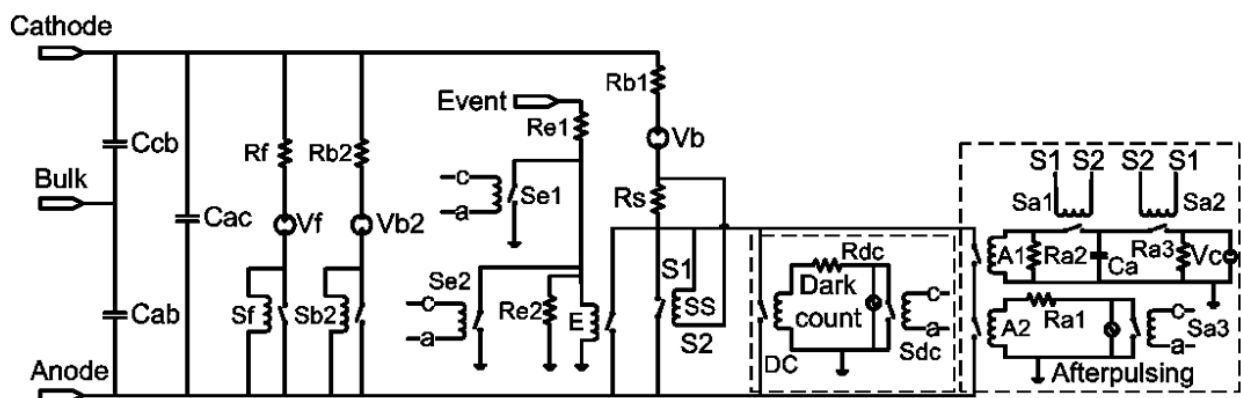 Cathode
Ccb
Bulk
Cac
Cab
Anode
Rf
Vf
Sf
Rb2
Vb2
Sb2
Event
Re1
c
a
Se1
Se2
c
a
Re2
E
Rb1
Vb
Rs
S1
SS
S2
Rdc
Dark
count
DC
c
a
Sdc
S1 S2 S2 S1
Sa1 Sa2
A1 Ra2 Ca Ra3 Vc
A2 Ra1 c
a
Sa3
Afterpulsing